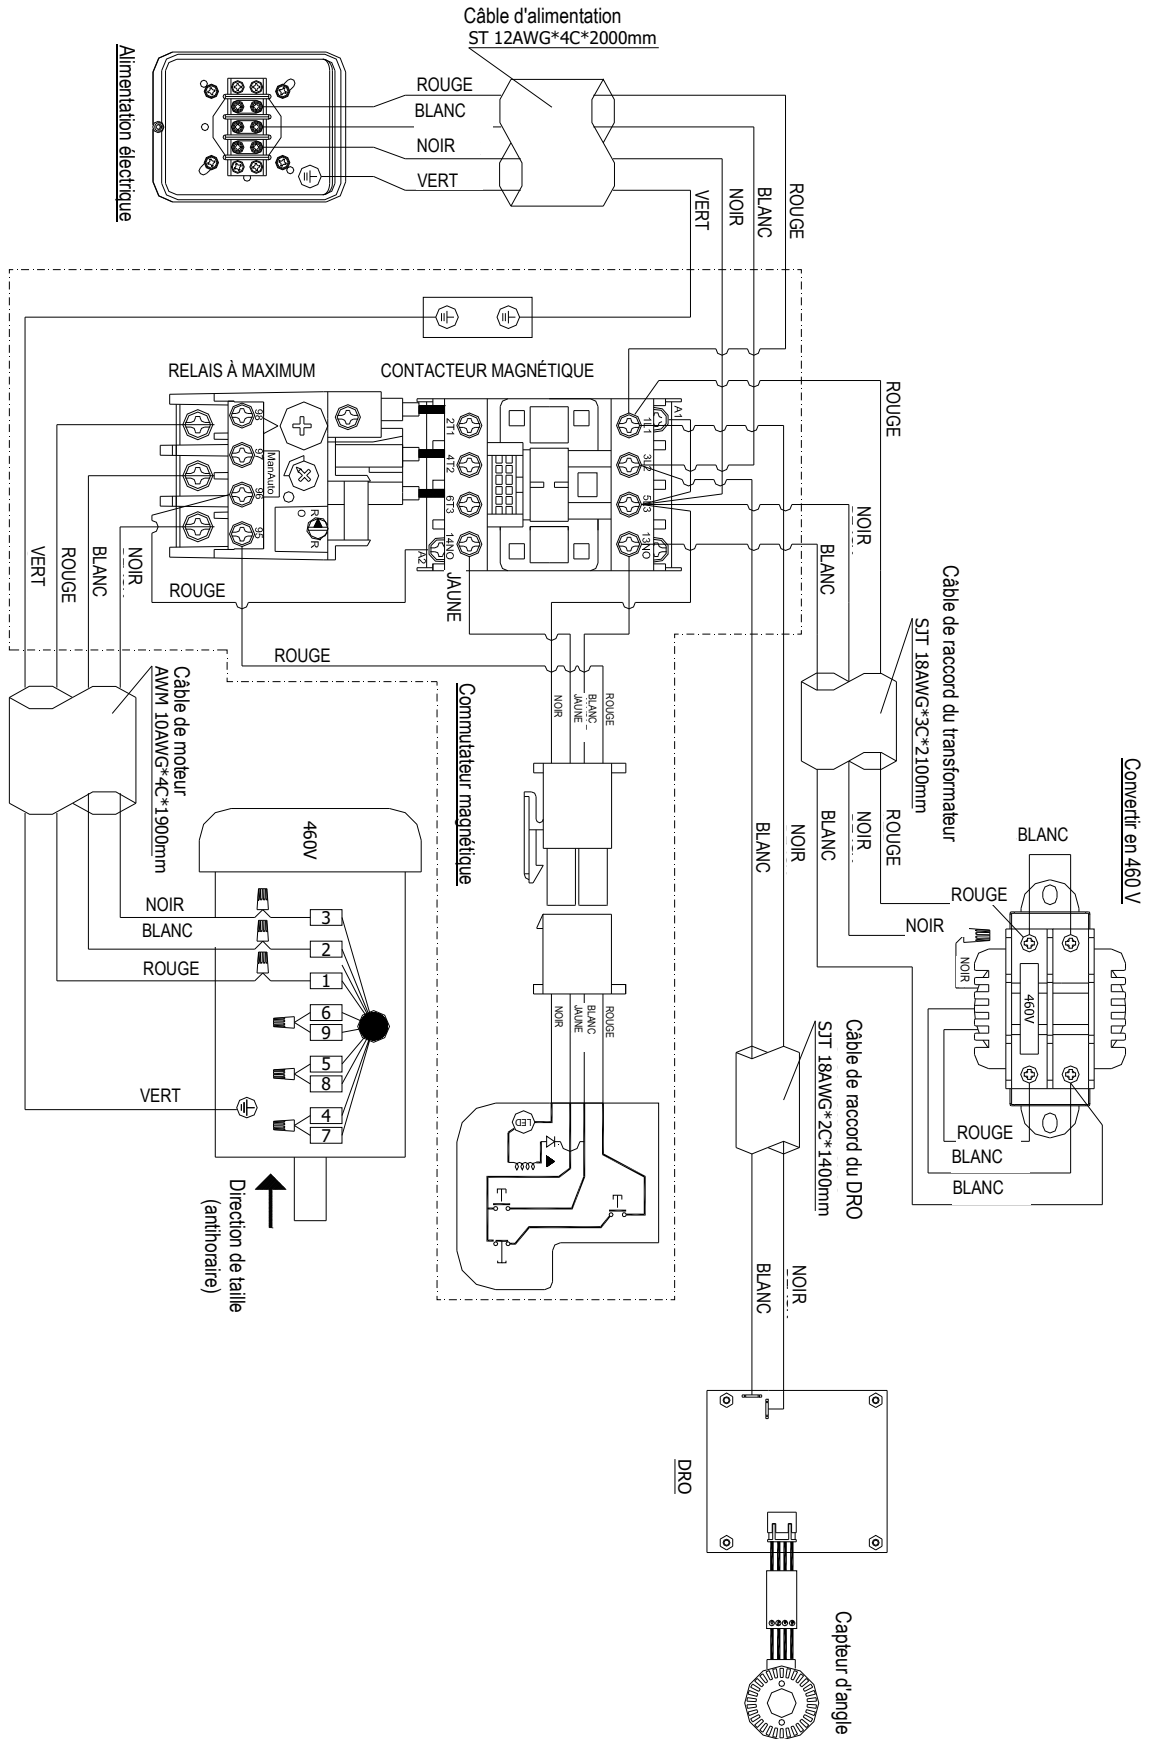 Câble d'alimentation
ST 12AWG*4C*2000mm
Alimentation électrique
ROUGE
BLANC
NOIR
VERT
VERT
NOIR
BLANC
ROUGE
RELAIS À MAXIMUM
CONTACTEUR MAGNÉTIQUE
ROUGE
98
97
96
95
ManAuto
R
R
2T1
4T2
6T3
14NO
A2
A1
1L1
3L2
5L3
13NO
VERT
ROUGE
BLANC
NOIR
ROUGE
JAUNE
ROUGE
NOIR
BLANC
Câble de raccord du transformateur
SJT 18AWG*3C*2100mm
Câble de moteur
AWM 10AWG*4C*1900mm
Commutateur magnétique
NOIR
JAUNE
BLANC
ROUGE
BLANC
NOIR
BLANC
NOIR
ROUGE
Convertir en 460 V
BLANC
ROUGE
NOIR
NOIR
460V
ROUGE
BLANC
BLANC
460V
NOIR
BLANC
ROUGE
VERT
3
2
1
6
9
5
8
4
7
NOIR
JAUNE
BLANC
ROUGE
LED
Câble de raccord du DRO
SJT 18AWG*2C*1400mm
Direction de taille
(antihoraire)
BLANC
NOIR
DRO
Capteur d'angle